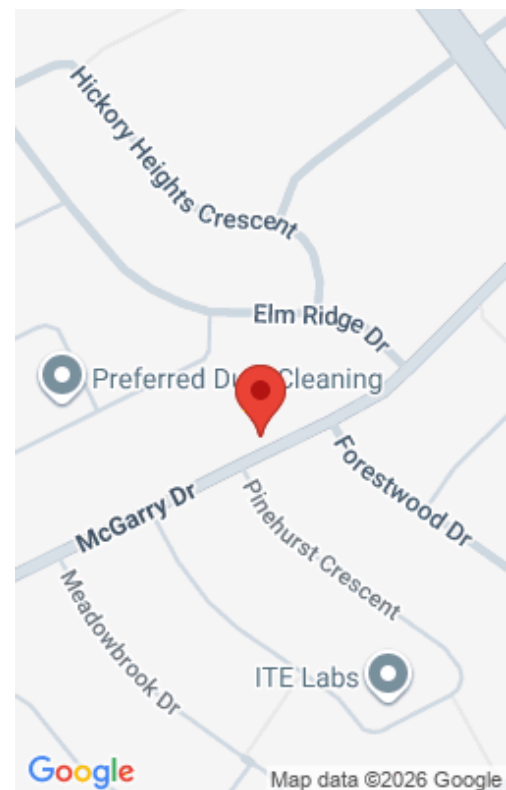 Hickory Heights Crescent
Elm Ridge Dr
Preferred Duct Cleaning
McGarry Dr
Forestwood Dr
Pinehurst Crescent
Meadowbrook Dr
ITE Labs
Google
Map data ©2026 Google